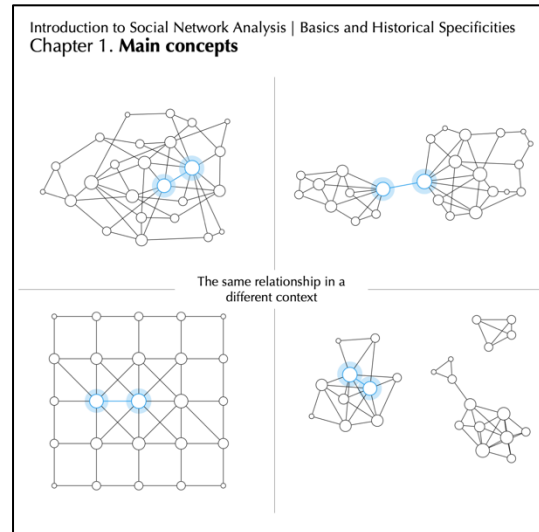 Introduction to Social Network Analysis | Basics and Historical Specificities
Chapter 1. Main concepts
The same relationship in a
different context